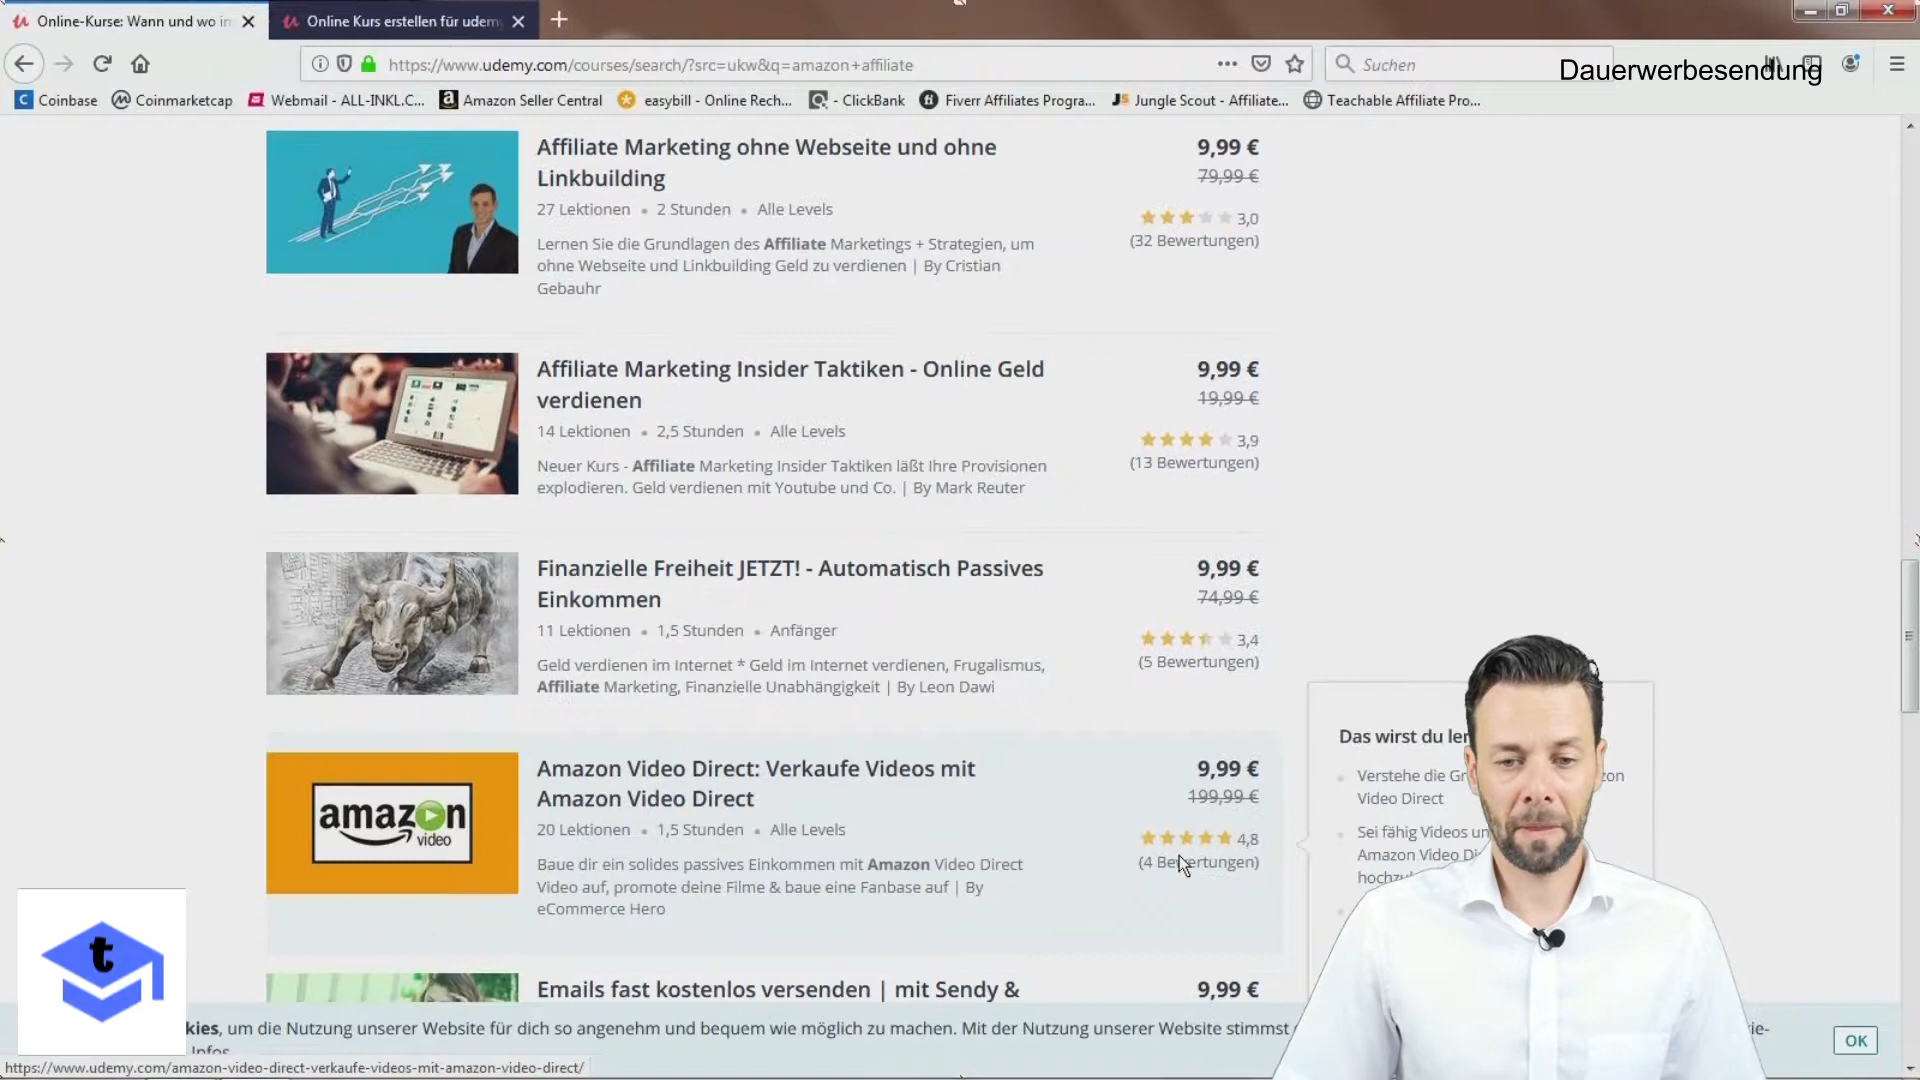 Online-Kurse: Wann und wo in
Online Kurs erstellen für udemy
https://www.udemy.com/courses/search/?src=ukw&q=amazon+affiliate
Suchen
Dauerwerbesendung
Coinbase
Coinmarketcap
Webmail - ALL-INKL.C...
Amazon Seller Central
easybill - Online Rech...
- ClickBank
Fiverr Affiliates Progra...
Jungle Scout - Affiliate...
Teachable Affiliate Pro...
Affiliate Marketing ohne Webseite und ohne
Linkbuilding
27 Lektionen • 2 Stunden • Alle Levels
Lernen Sie die Grundlagen des Affiliate Marketings + Strategien, um
ohne Webseite und Linkbuilding Geld zu verdienen | By Cristian
Gebauhr
9,99 €
79,99 €
3,0
(32 Bewertungen)
Affiliate Marketing Insider Taktiken - Online Geld
verdienen
14 Lektionen • 2,5 Stunden • Alle Levels
Neuer Kurs - Affiliate Marketing Insider Taktiken läßt Ihre Provisionen
explodieren. Geld verdienen mit Youtube und Co. | By Mark Reuter
9,99 €
19,99 €
3,9
(13 Bewertungen)
Finanzielle Freiheit JETZT! - Automatisch Passives
Einkommen
11 Lektionen • 1,5 Stunden • Anfänger
Geld verdienen im Internet * Geld im Internet verdienen, Frugalismus,
Affiliate Marketing, Finanzielle Unabhängigkeit | By Leon Dawi
9,99 €
74,99 €
3,4
(5 Bewertungen)
amazon
video
Amazon Video Direct: Verkaufe Videos mit
Amazon Video Direct
20 Lektionen • 1,5 Stunden • Alle Levels
Baue dir ein solides passives Einkommen mit Amazon Video Direct
Video auf, promote deine Filme & baue eine Fanbase auf | By
eCommerce Hero
9,99 €
199,99 €
4,8
(4 Bewertungen)
Das wirst du ler
Verstehe die Gr
zon
Video Direct
Sei fähig Videos un
Amazon Video Di
hochzu
Emails fast kostenlos versenden | mit Sendy &
9,99 €
t
kies, um die Nutzung unserer Website für dich so angenehm und bequem wie möglich zu machen. Mit der Nutzung unserer Website stimmst
kie-
Infos
OK
https://www.udemy.com/amazon-video-direct-verkaufe-videos-mit-amazon-video-direct/